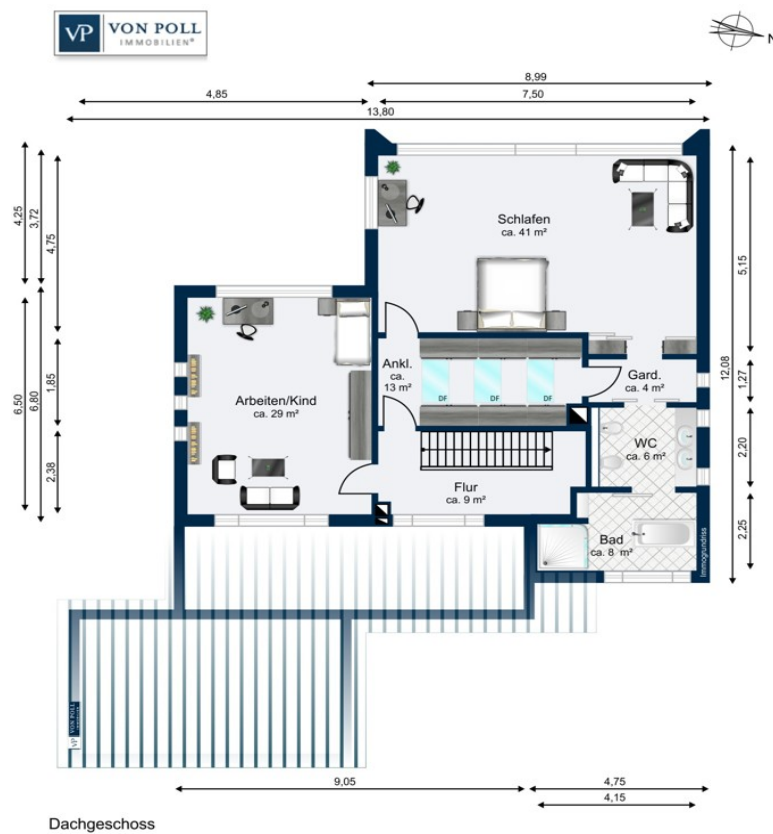 VP VON POLL
IMMOBILIEN®
N
8,99
4,85
7,50
13,80
4,25
3,72
4,75
Schlafen
ca. 41 m²
5,15
12,08
6,50
6,80
1,85
2,38
Arbeiten/Kind
ca. 29 m²
Ankl.
ca.
13 m²
DF
DF
DF
Gard.
ca. 4 m²
1,27
WC
ca. 6 m²
2,20
Flur
ca. 9 m²
Bad
ca. 8 m²
2,25
Immogrundriss
VP VON POLL
IMMOBILIEN
9,05
4,75
4,15
Dachgeschoss